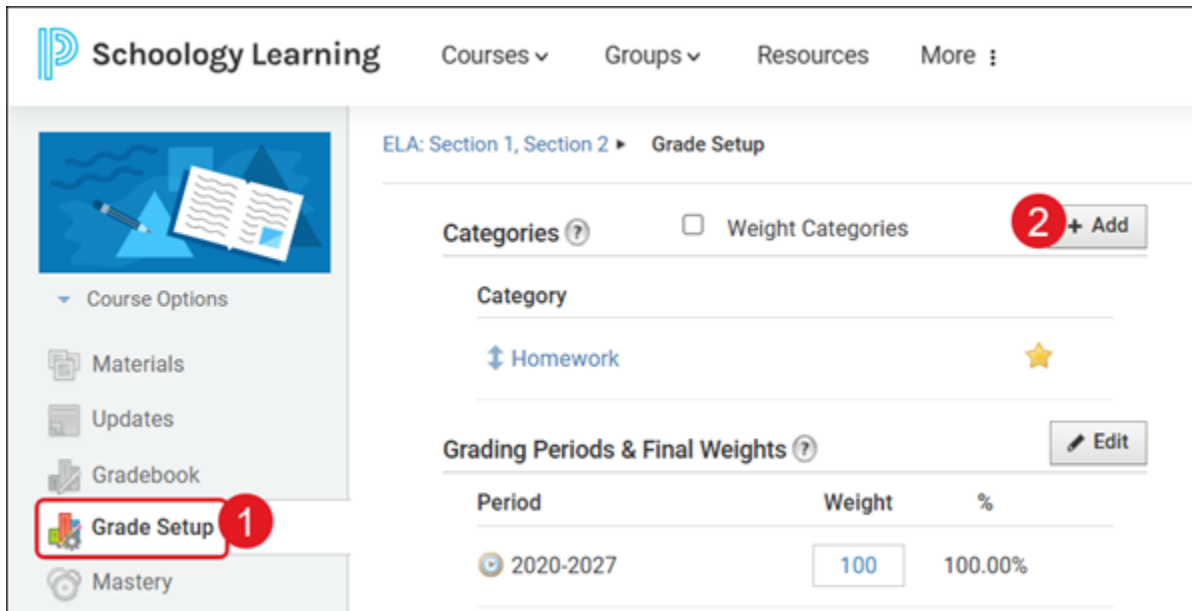 Schoology Learning Courses Groups Resources More
ELA: Section 1, Section 2 Grade Setup
Categories ? Weight Categories 2 + Add
Course Options
Category
Materials
Homework
Updates
Grading Periods & Final Weights ? Edit
Gradebook
Period Weight %
Grade Setup 1
2020-2027 100 100.00%
Mastery